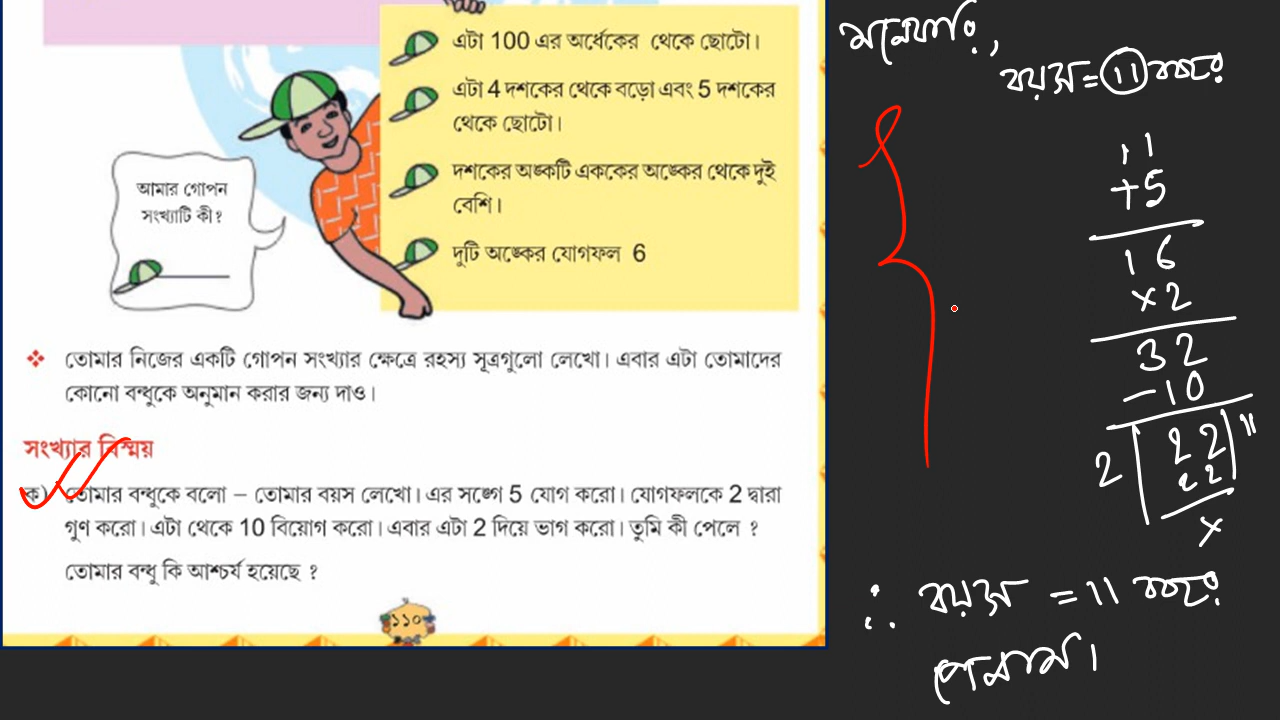 এটা 100 এর অর্ধেকের থেকে ছোটো।
এটা 4 দশকের থেকে বড়ো এবং 5 দশকের
থেকে ছোটো।
দশকের অঙ্কটি এককের অঙ্কের থেকে দুই
বেশি।
দুটি অঙ্কের যোগফল 6
আমার গোপন
সংখ্যাটি কী?
❖ তোমার নিজের একটি গোপন সংখ্যার ক্ষেত্রে রহস্য সূত্রগুলো লেখো। এবার এটা তোমাদের
কোনো বন্ধুকে অনুমান করার জন্য দাও।
সংখ্যার বিস্ময়
ক) তোমার বন্ধুকে বলো – তোমার বয়স লেখো। এর সঙ্গে 5 যোগ করো। যোগফলকে 2 দ্বারা
গুণ করো। এটা থেকে 10 বিয়োগ করো। এবার এটা 2 দিয়ে ভাগ করো। তুমি কী পেলে ?
তোমার বন্ধু কি আশ্চর্য হয়েছে ?
১১০
মনেকরি,
বয়স = 11 বছর
11
+5
16
×2
32
-10
2 22 11
22
×
∴ বয়স = 11 বছর
পেলাম।